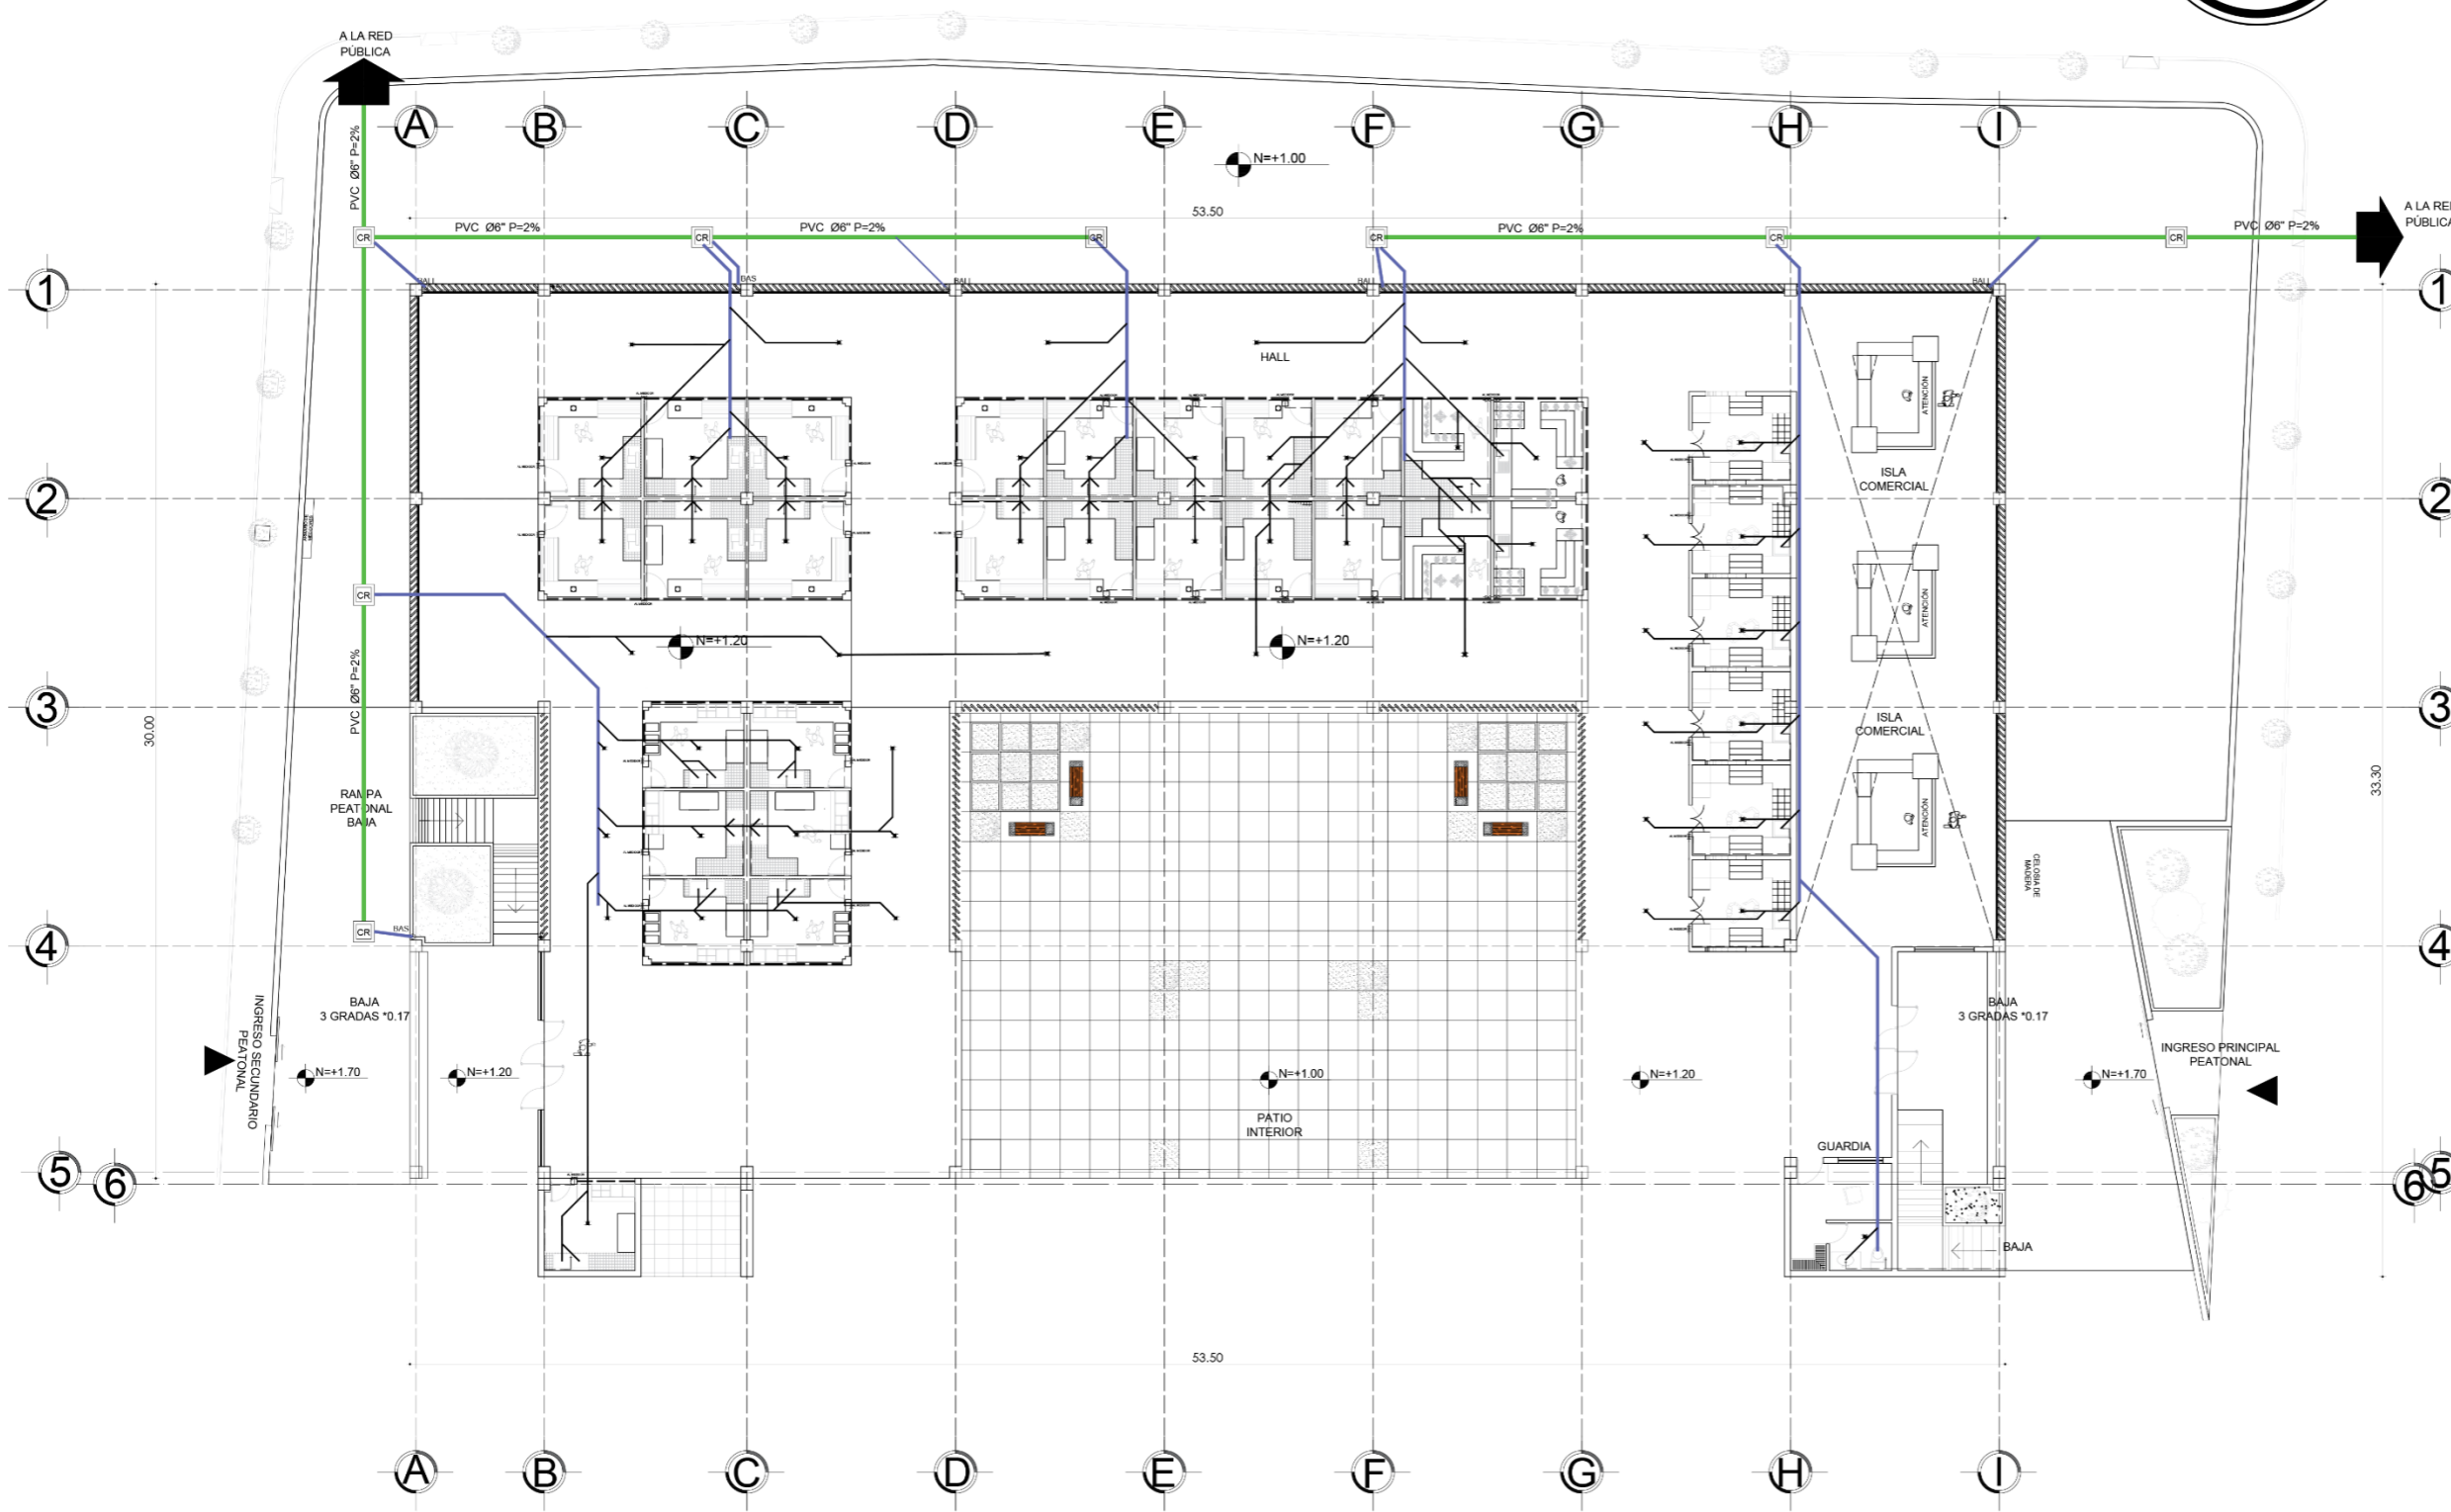 A LA RED
PÚBLICA
PVC Ø6" P=2%
A
B
C
D
E
F
G
H
I
N=+1.00
53.50
A LA RED
PÚBLICA
CR
PVC Ø6" P=2%
CR
PVC Ø6" P=2%
CR
CR
PVC Ø6" P=2%
CR
CR
PVC Ø6" P=2%
BALL
BAS
BALL
BALL
BALL
1
1
HALL
ATENCIÓN
ISLA
COMERCIAL
2
2
CR
ATENCIÓN
N=+1.20
N=+1.20
PVC Ø6" P=2%
3
3
30.00
ISLA
COMERCIAL
33.30
RAMPA
PEATONAL
BAJA
ATENCIÓN
CELOSIA DE
MADERA
CR
BAS
4
4
BAJA
3 GRADAS *0.17
BAJA
3 GRADAS *0.17
INGRESO SECUNDARIO
PEATONAL
INGRESO PRINCIPAL
PEATONAL
N=+1.70
N=+1.20
N=+1.00
N=+1.20
N=+1.70
PATIO
INTERIOR
GUARDIA
5
6
6
5
BAJA
53.50
A
B
C
D
E
F
G
H
I